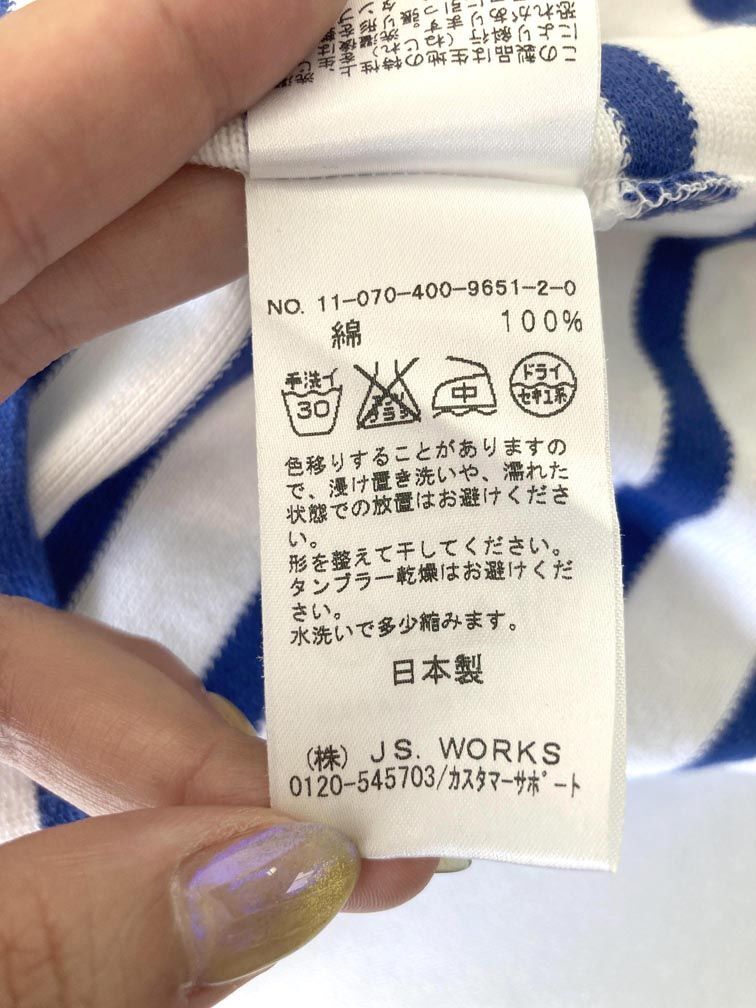 NO. 11-070-400-9651-2-0
綿 100%
手洗イ
30
中
ドライ
セキユ系
色移りすることがありますの
で、浸け置き洗いや、濡れた
状態での放置はお避けくださ
い。
形を整えて干してください。
タンブラー乾燥はお避けくだ
さい。
水洗いで多少縮みます。
日本製
(株) J.S. WORKS
0120-545703/カスタマーサポート